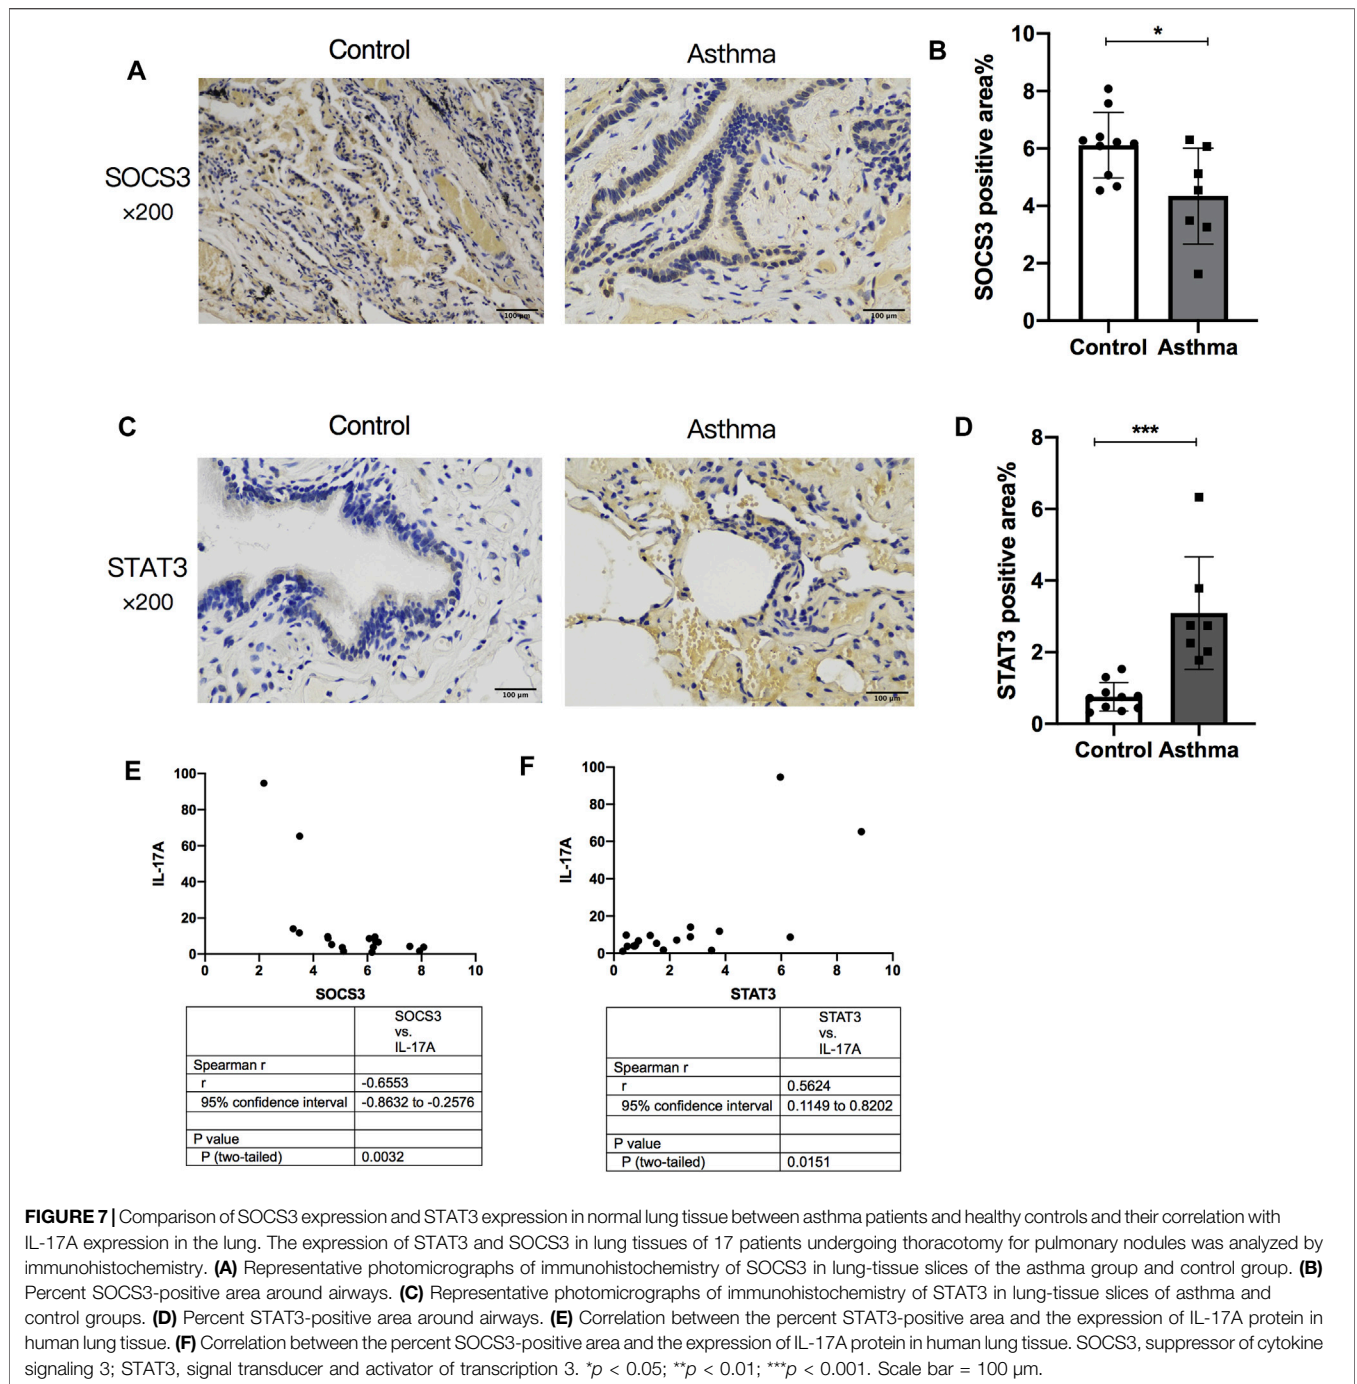 Control
Asthma
A
SOCS3
×200
100 µm
100 µm
B
*
SOCS3 positive area%
10
8
6
4
2
0
Control Asthma
C
Control
Asthma
STAT3
×200
100 µm
100 µm
D
***
STAT3 positive area%
8
6
4
2
0
Control Asthma
E
IL-17A
100
80
60
40
20
0
0 2 4 6 8 10
SOCS3
SOCS3
vs.
IL-17A
Spearman r
r -0.6553
95% confidence interval -0.8632 to -0.2576
P value
P (two-tailed) 0.0032
F
IL-17A
100
80
60
40
20
0
0 2 4 6 8 10
STAT3
STAT3
vs.
IL-17A
Spearman r
r 0.5624
95% confidence interval 0.1149 to 0.8202
P value
P (two-tailed) 0.0151
FIGURE 7 | Comparison of SOCS3 expression and STAT3 expression in normal lung tissue between asthma patients and healthy controls and their correlation with
IL-17A expression in the lung. The expression of STAT3 and SOCS3 in lung tissues of 17 patients undergoing thoracotomy for pulmonary nodules was analyzed by
immunohistochemistry. (A) Representative photomicrographs of immunohistochemistry of SOCS3 in lung-tissue slices of the asthma group and control group. (B)
Percent SOCS3-positive area around airways. (C) Representative photomicrographs of immunohistochemistry of STAT3 in lung-tissue slices of asthma and
control groups. (D) Percent STAT3-positive area around airways. (E) Correlation between the percent STAT3-positive area and the expression of IL-17A protein in
human lung tissue. (F) Correlation between the percent SOCS3-positive area and the expression of IL-17A protein in human lung tissue. SOCS3, suppressor of cytokine
signaling 3; STAT3, signal transducer and activator of transcription 3. *p < 0.05; **p < 0.01; ***p < 0.001. Scale bar = 100 µm.